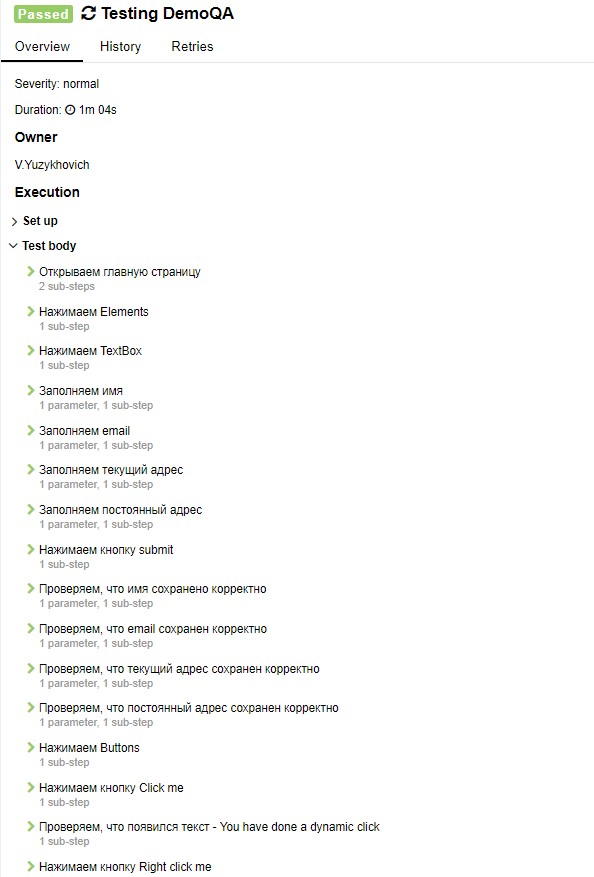 Passed Testing DemoQA
Overview History Retries
Severity: normal
Duration: 1m 04s
Owner
V.Yuzykhovich
Execution
Set up
Test body
Открываем главную страницу
2 sub-steps
Нажимаем Elements
1 sub-step
Нажимаем TextBox
1 sub-step
Заполняем имя
1 parameter, 1 sub-step
Заполняем email
1 parameter, 1 sub-step
Заполняем текущий адрес
1 parameter, 1 sub-step
Заполняем постоянный адрес
1 parameter, 1 sub-step
Нажимаем кнопку submit
1 sub-step
Проверяем, что имя сохранено корректно
1 parameter, 1 sub-step
Проверяем, что email сохранен корректно
1 parameter, 1 sub-step
Проверяем, что текущий адрес сохранен корректно
1 parameter, 1 sub-step
Проверяем, что постоянный адрес сохранен корректно
1 parameter, 1 sub-step
Нажимаем Buttons
1 sub-step
Нажимаем кнопку Click me
1 sub-step
Проверяем, что появился текст - You have done a dynamic click
1 sub-step
Нажимаем кнопку Right click me